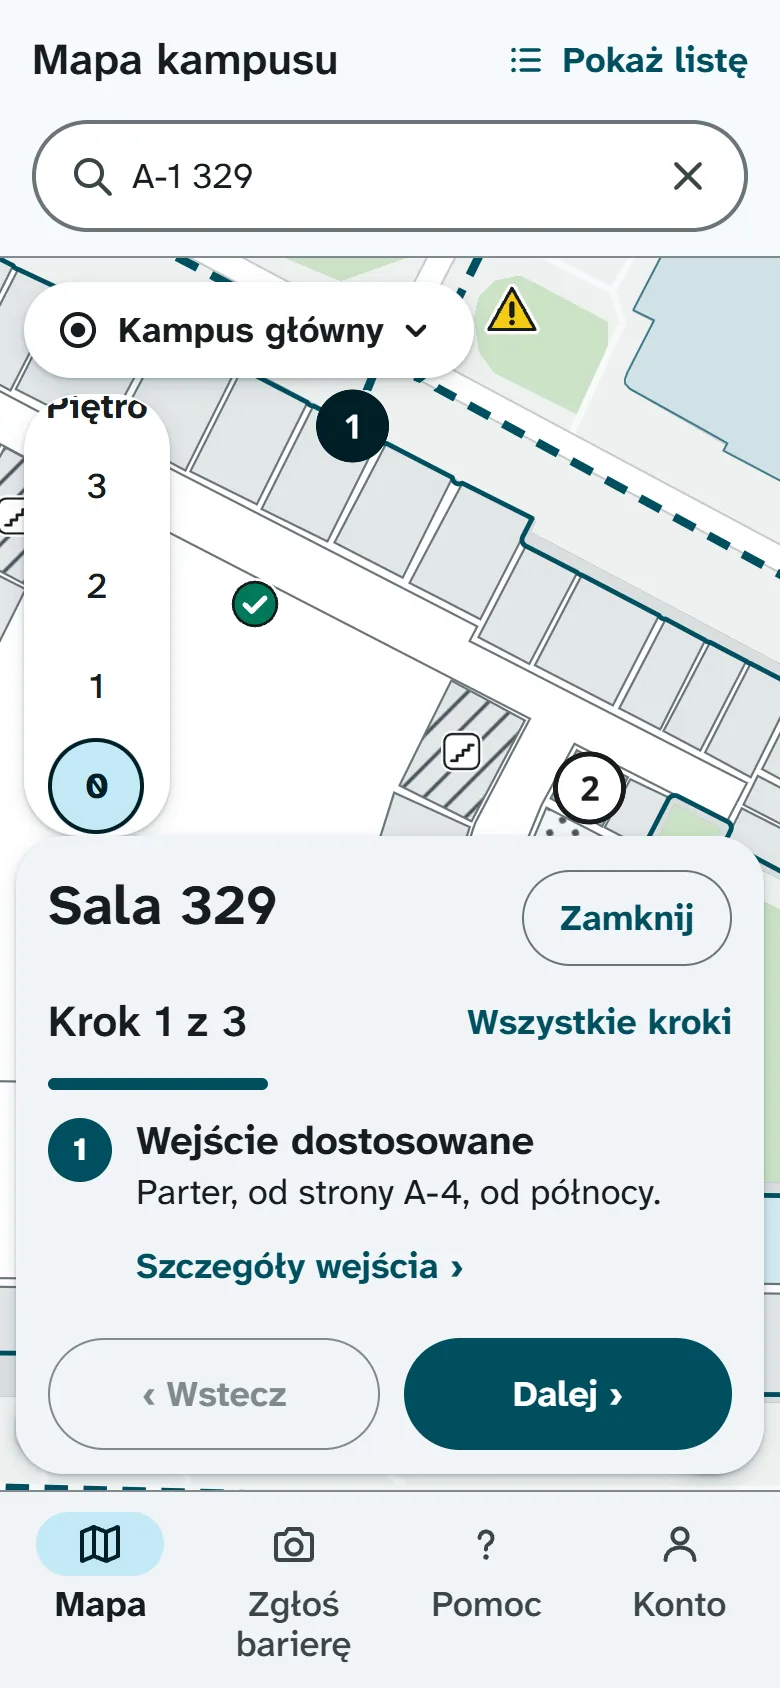 Mapa kampusu
Pokaż listę
A-1 329
Kampus główny
Piętro
3
2
1
0
1
2
Sala 329
Zamknij
Krok 1 z 3
Wszystkie kroki
1
Wejście dostosowane
Parter, od strony A-4, od północy.
Szczegóły wejścia ›
‹ Wstecz
Dalej ›
Mapa
Zgłoś
barierę
Pomoc
Konto